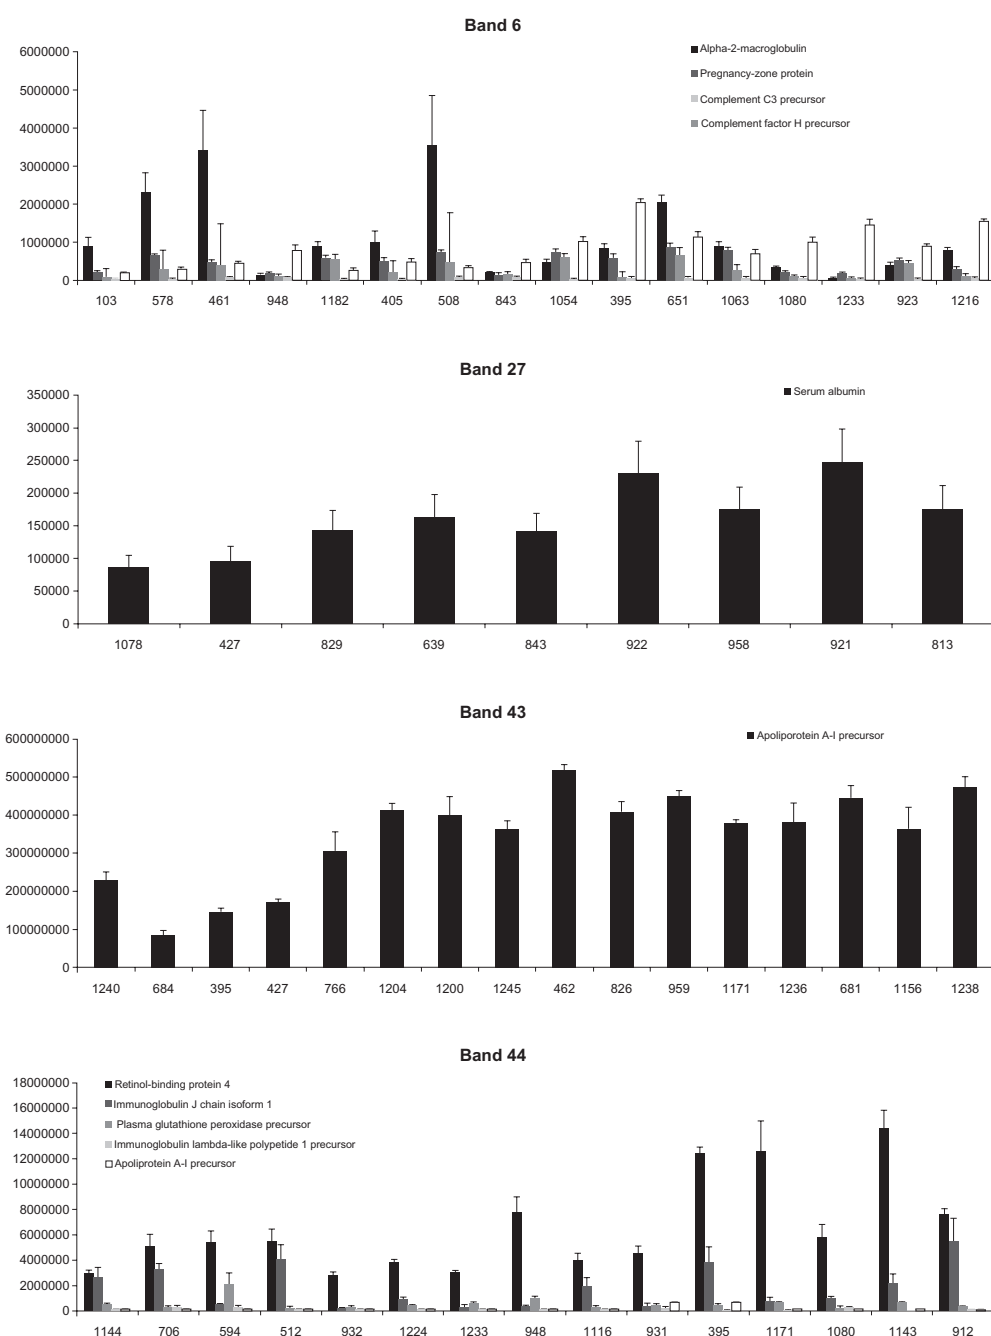 Band 6
6000000
5000000
4000000
3000000
2000000
1000000
0
Alpha-2-macroglobulin
Pregnancy-zone protein
Complement C3 precursor
Complement factor H precursor
103 578 461 948 1182 405 508 843 1054 395 651 1063 1080 1233 923 1216
Band 27
350000
300000
250000
200000
150000
100000
50000
0
Serum albumin
1078 427 829 639 843 922 958 921 813
Band 43
600000000
500000000
400000000
300000000
200000000
100000000
0
Apoliporotein A-I precursor
1240 684 395 427 766 1204 1200 1245 462 826 959 1171 1236 681 1156 1238
Band 44
18000000
16000000
14000000
12000000
10000000
8000000
6000000
4000000
2000000
0
Retinol-binding protein 4
Immunoglobulin J chain isoform 1
Plasma glutathione peroxidase precursor
Immunoglobulin lambda-like polypetide 1 precursor
Apoliprotein A-I precursor
1144 706 594 512 932 1224 1233 948 1116 931 395 1171 1080 1143 912